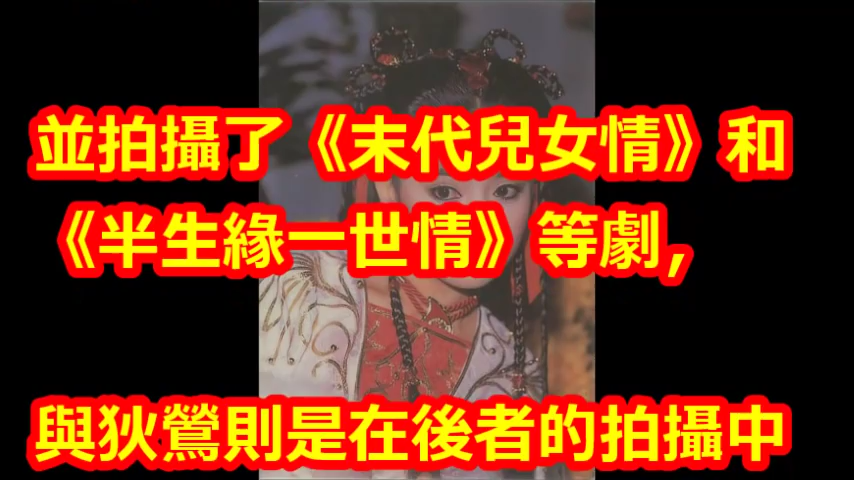 並拍攝了《末代兒女情》和
《半生緣一世情》等劇，
與狄鶯則是在後者的拍攝中